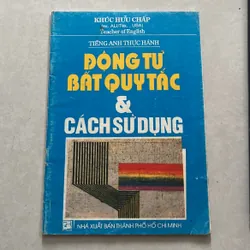 KHÚC HỮU CHẤP
Teacher of English
TIẾNG ANH THỰC HÀNH
ĐỘNG TỪ
BẤT QUY TẮC
&
CÁCH SỬ DỤNG
NHÀ XUẤT BẢN THÀNH PHỐ HỒ CHÍ MINH